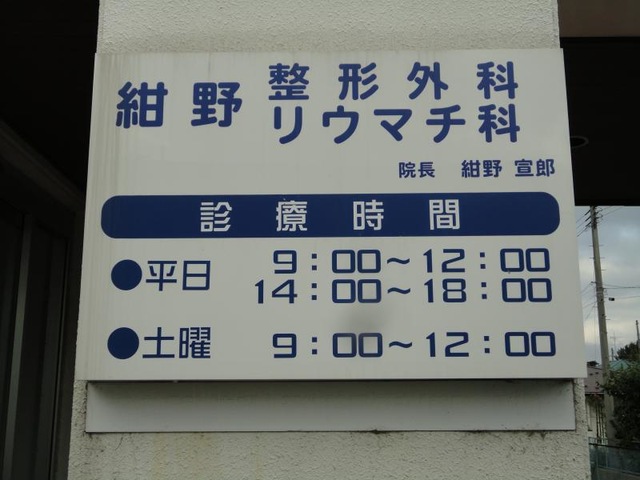 紺野 整形外科
リウマチ科
院長 紺野 宣郎
診療時間
●平日 9:00～12:00
14:00～18:00
●土曜 9:00～12:00